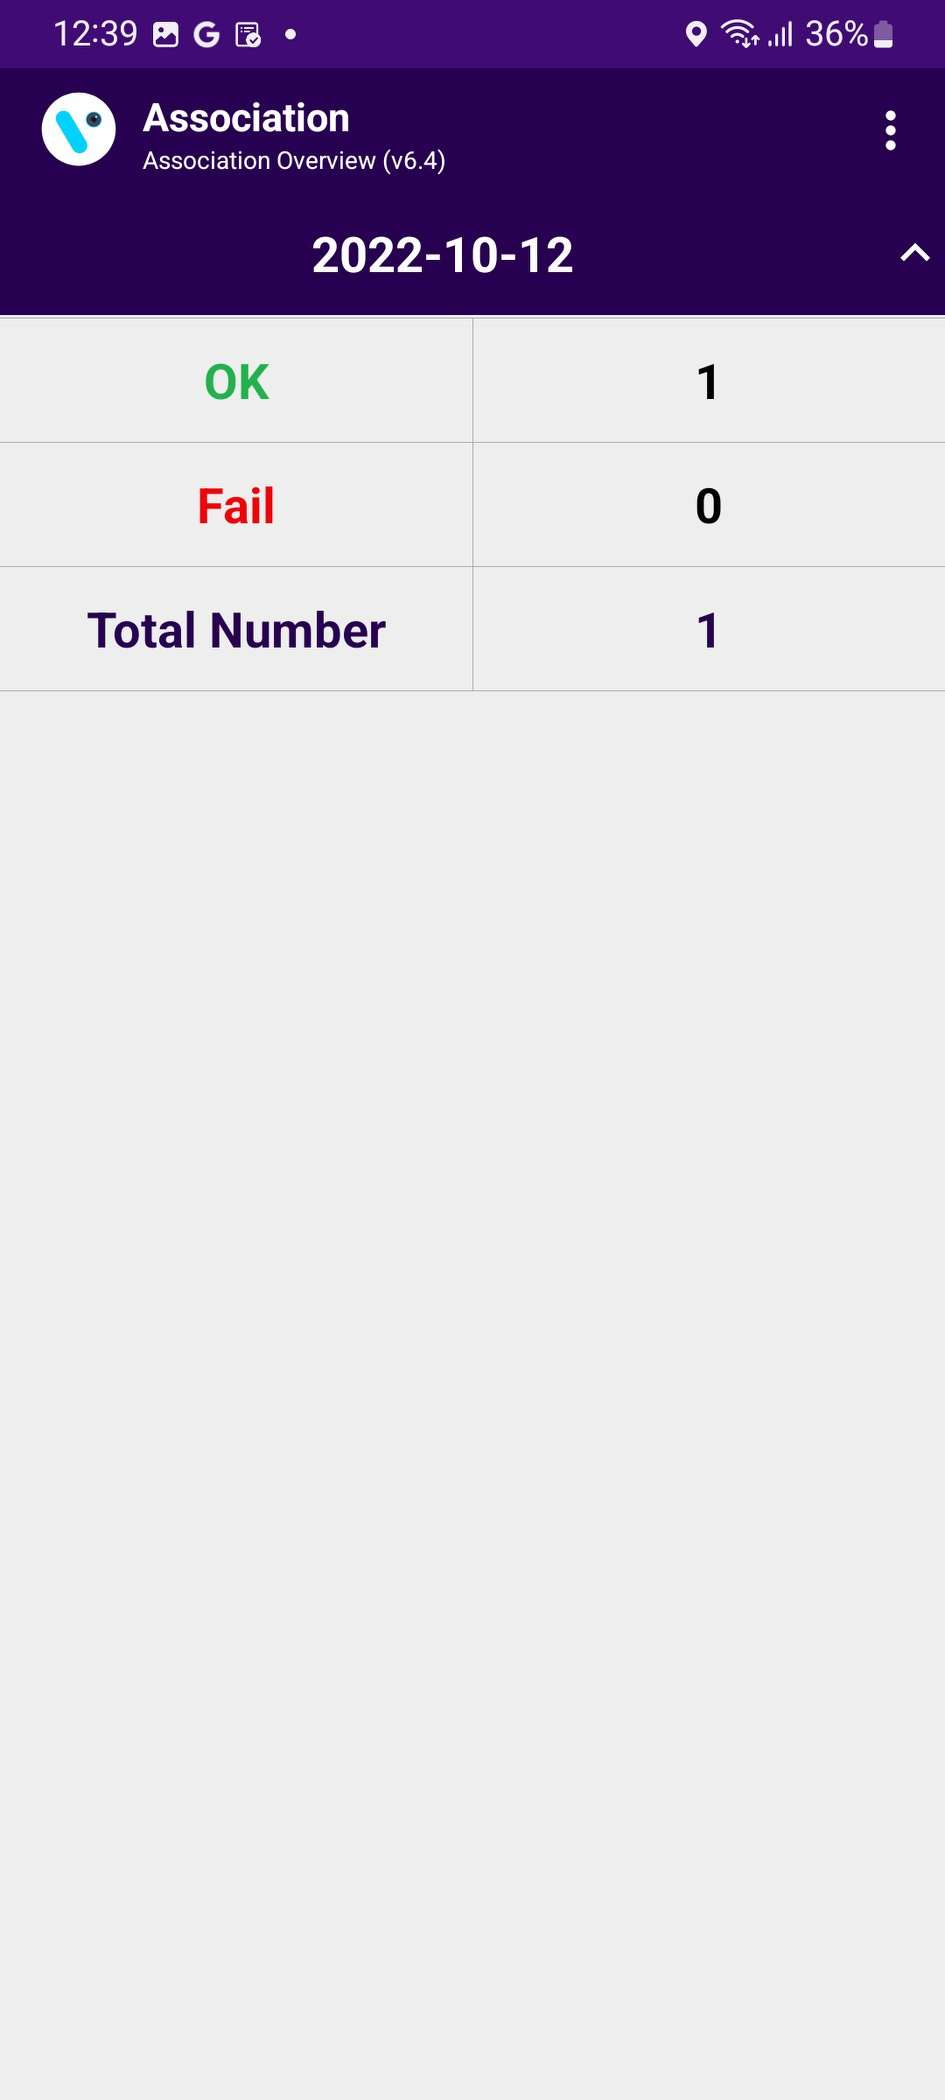 12:39 36%
Association
Association Overview (v6.4)
2022-10-12
OK 1
Fail 0
Total Number 1